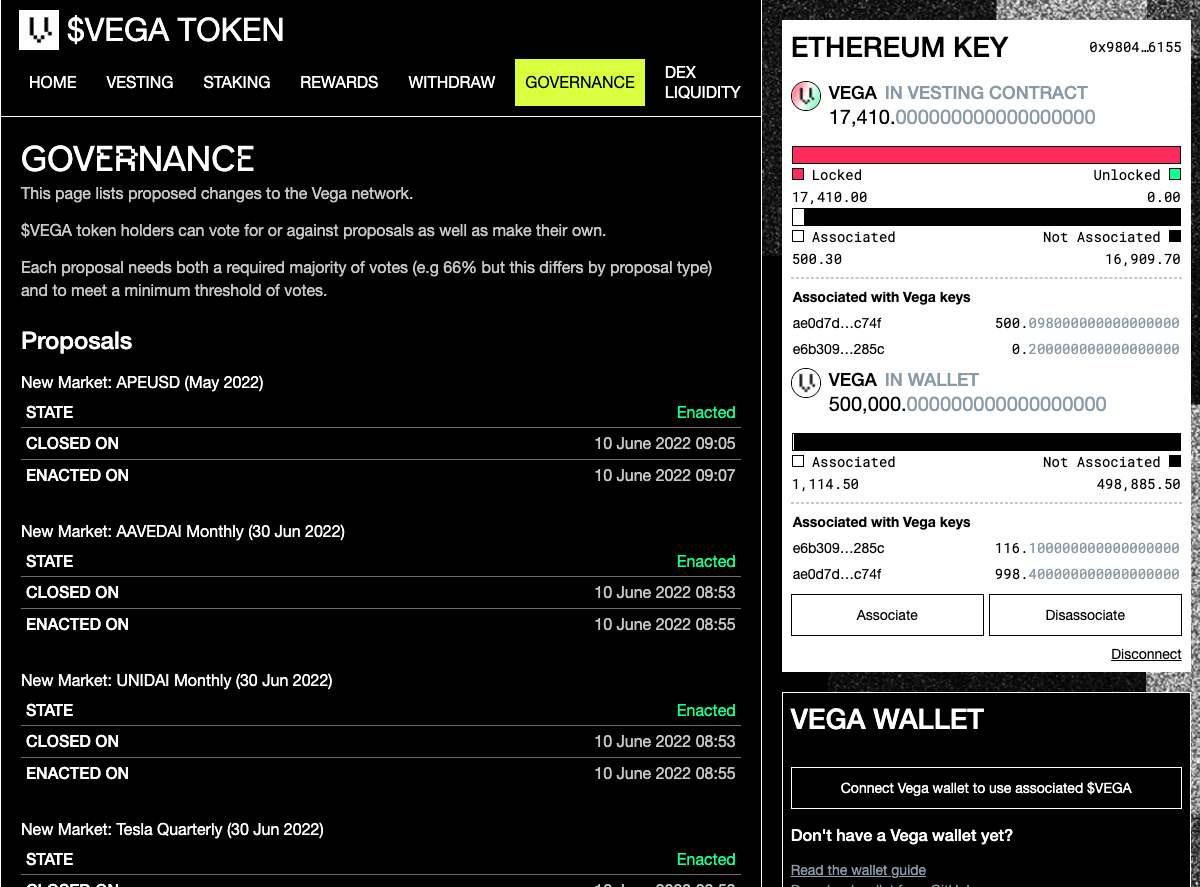 $VEGA TOKEN
HOME VESTING STAKING REWARDS WITHDRAW GOVERNANCE DEX LIQUIDITY
GOVERNANCE
This page lists proposed changes to the Vega network.
$VEGA token holders can vote for or against proposals as well as make their own.
Each proposal needs both a required majority of votes (e.g 66% but this differs by proposal type)
and to meet a minimum threshold of votes.
Proposals
New Market: APEUSD (May 2022)
STATE Enacted
CLOSED ON 10 June 2022 09:05
ENACTED ON 10 June 2022 09:07
New Market: AAVEDAI Monthly (30 Jun 2022)
STATE Enacted
CLOSED ON 10 June 2022 08:53
ENACTED ON 10 June 2022 08:55
New Market: UNIDAI Monthly (30 Jun 2022)
STATE Enacted
CLOSED ON 10 June 2022 08:53
ENACTED ON 10 June 2022 08:55
New Market: Tesla Quarterly (30 Jun 2022)
STATE Enacted
ETHEREUM KEY 0x9804…6155
VEGA IN VESTING CONTRACT
17,410.000000000000000000
Locked Unlocked
17,410.00 0.00
Associated Not Associated
500.30 16,909.70
Associated with Vega keys
ae0d7d…c74f 500.098000000000000000
e6b309…285c 0.200000000000000000
VEGA IN WALLET
500,000.000000000000000000
Associated Not Associated
1,114.50 498,885.50
Associated with Vega keys
e6b309…285c 116.100000000000000000
ae0d7d…c74f 998.400000000000000000
Associate Disassociate
Disconnect
VEGA WALLET
Connect Vega wallet to use associated $VEGA
Don't have a Vega wallet yet?
Read the wallet guide